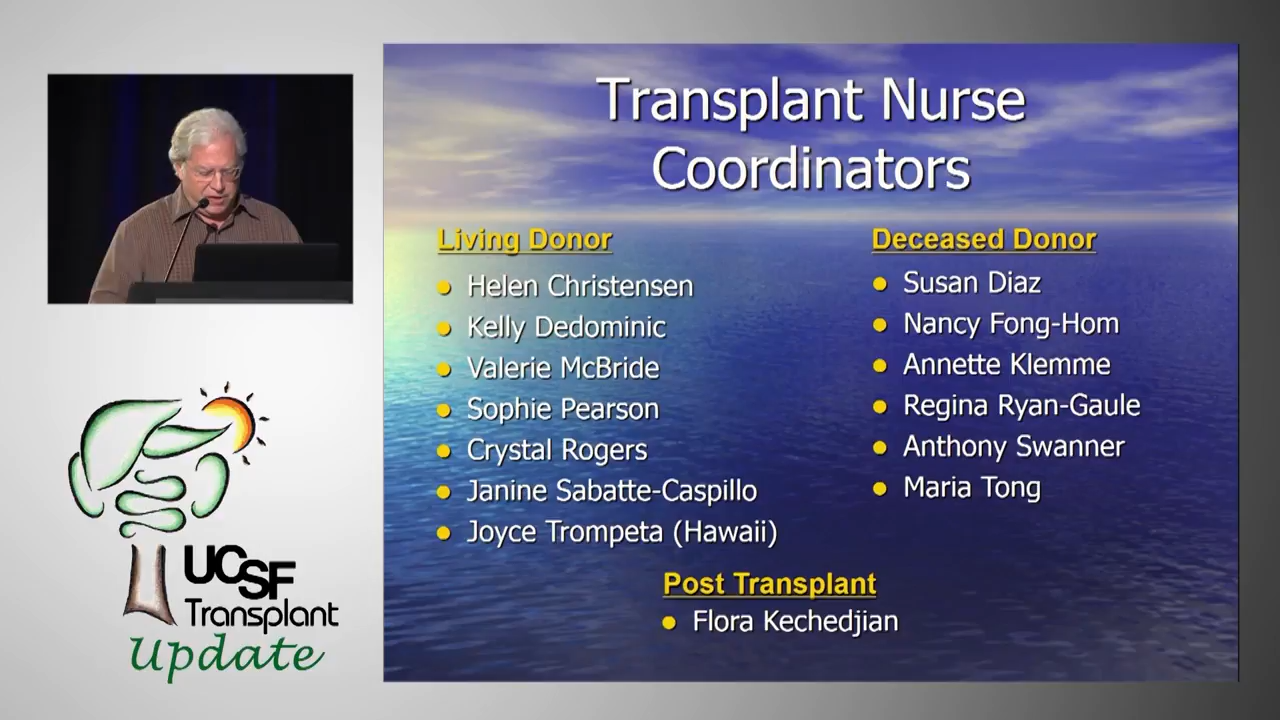 Transplant Nurse
Coordinators
Living Donor
Helen Christensen
Kelly Dedominic
Valerie McBride
Sophie Pearson
Crystal Rogers
Janine Sabatte-Caspillo
Joyce Trompeta (Hawaii)
Deceased Donor
Susan Diaz
Nancy Fong-Hom
Annette Klemme
Regina Ryan-Gaule
Anthony Swanner
Maria Tong
Post Transplant
Flora Kechedjian
UCSF
Transplant
Update